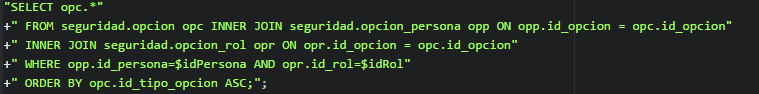 "SELECT opc.*"
+" FROM seguridad.opcion opc INNER JOIN seguridad.opcion_persona opp ON opp.id_opcion = opc.id_opcion"
+" INNER JOIN seguridad.opcion_rol opr ON opr.id_opcion = opc.id_opcion"
+" WHERE opp.id_persona=$idPersona AND opr.id_rol=$idRol"
+" ORDER BY opc.id_tipo_opcion ASC;";